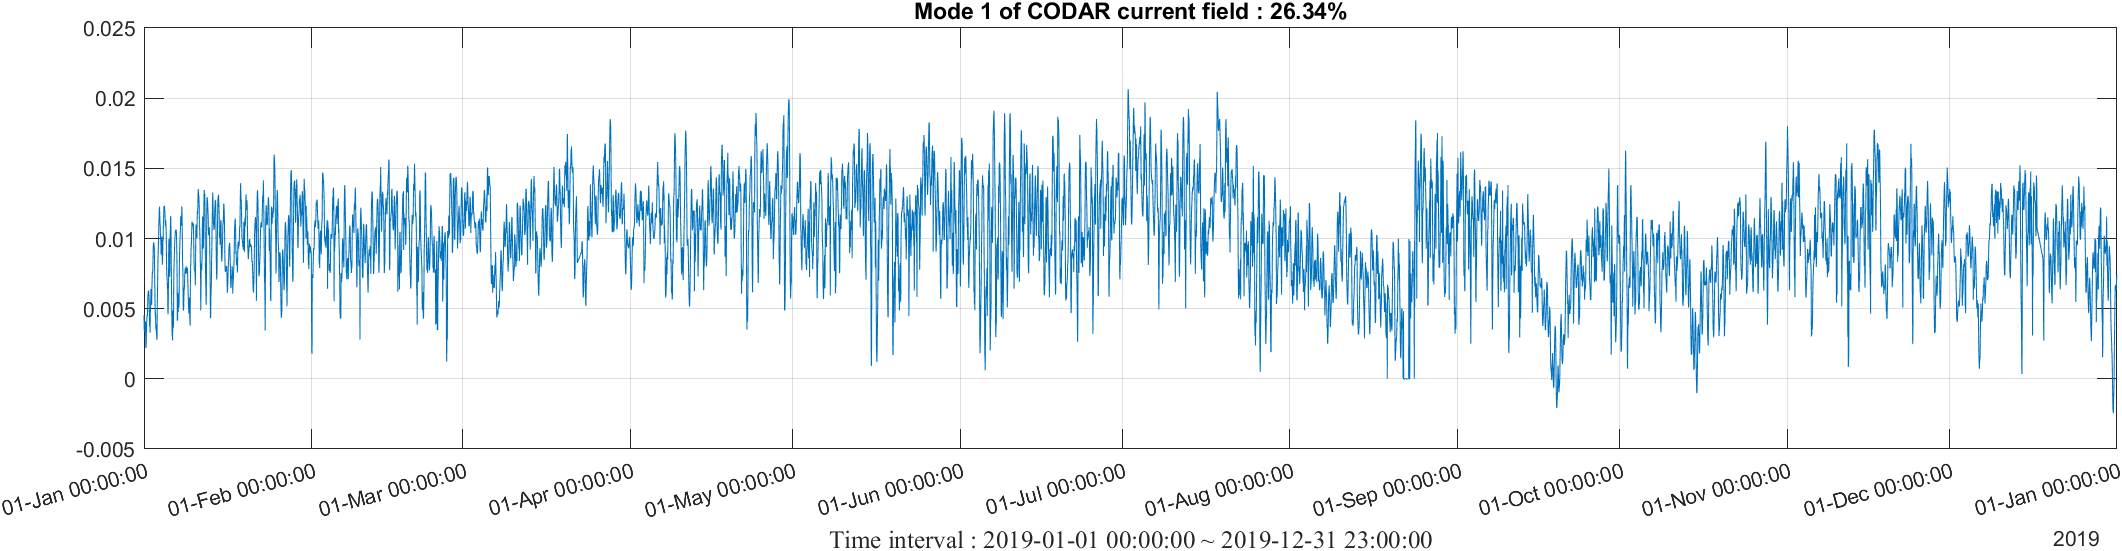 Mode 1 of CODAR current field : 26.34%
0.025
0.02
0.015
0.01
0.005
0
-0.005
01-Jan 00:00:00
01-Feb 00:00:00
01-Mar 00:00:00
01-Apr 00:00:00
01-May 00:00:00
01-Jun 00:00:00
01-Jul 00:00:00
01-Aug 00:00:00
01-Sep 00:00:00
01-Oct 00:00:00
01-Nov 00:00:00
01-Dec 00:00:00
01-Jan 00:00:00
Time interval : 2019-01-01 00:00:00 ~ 2019-12-31 23:00:00
2019